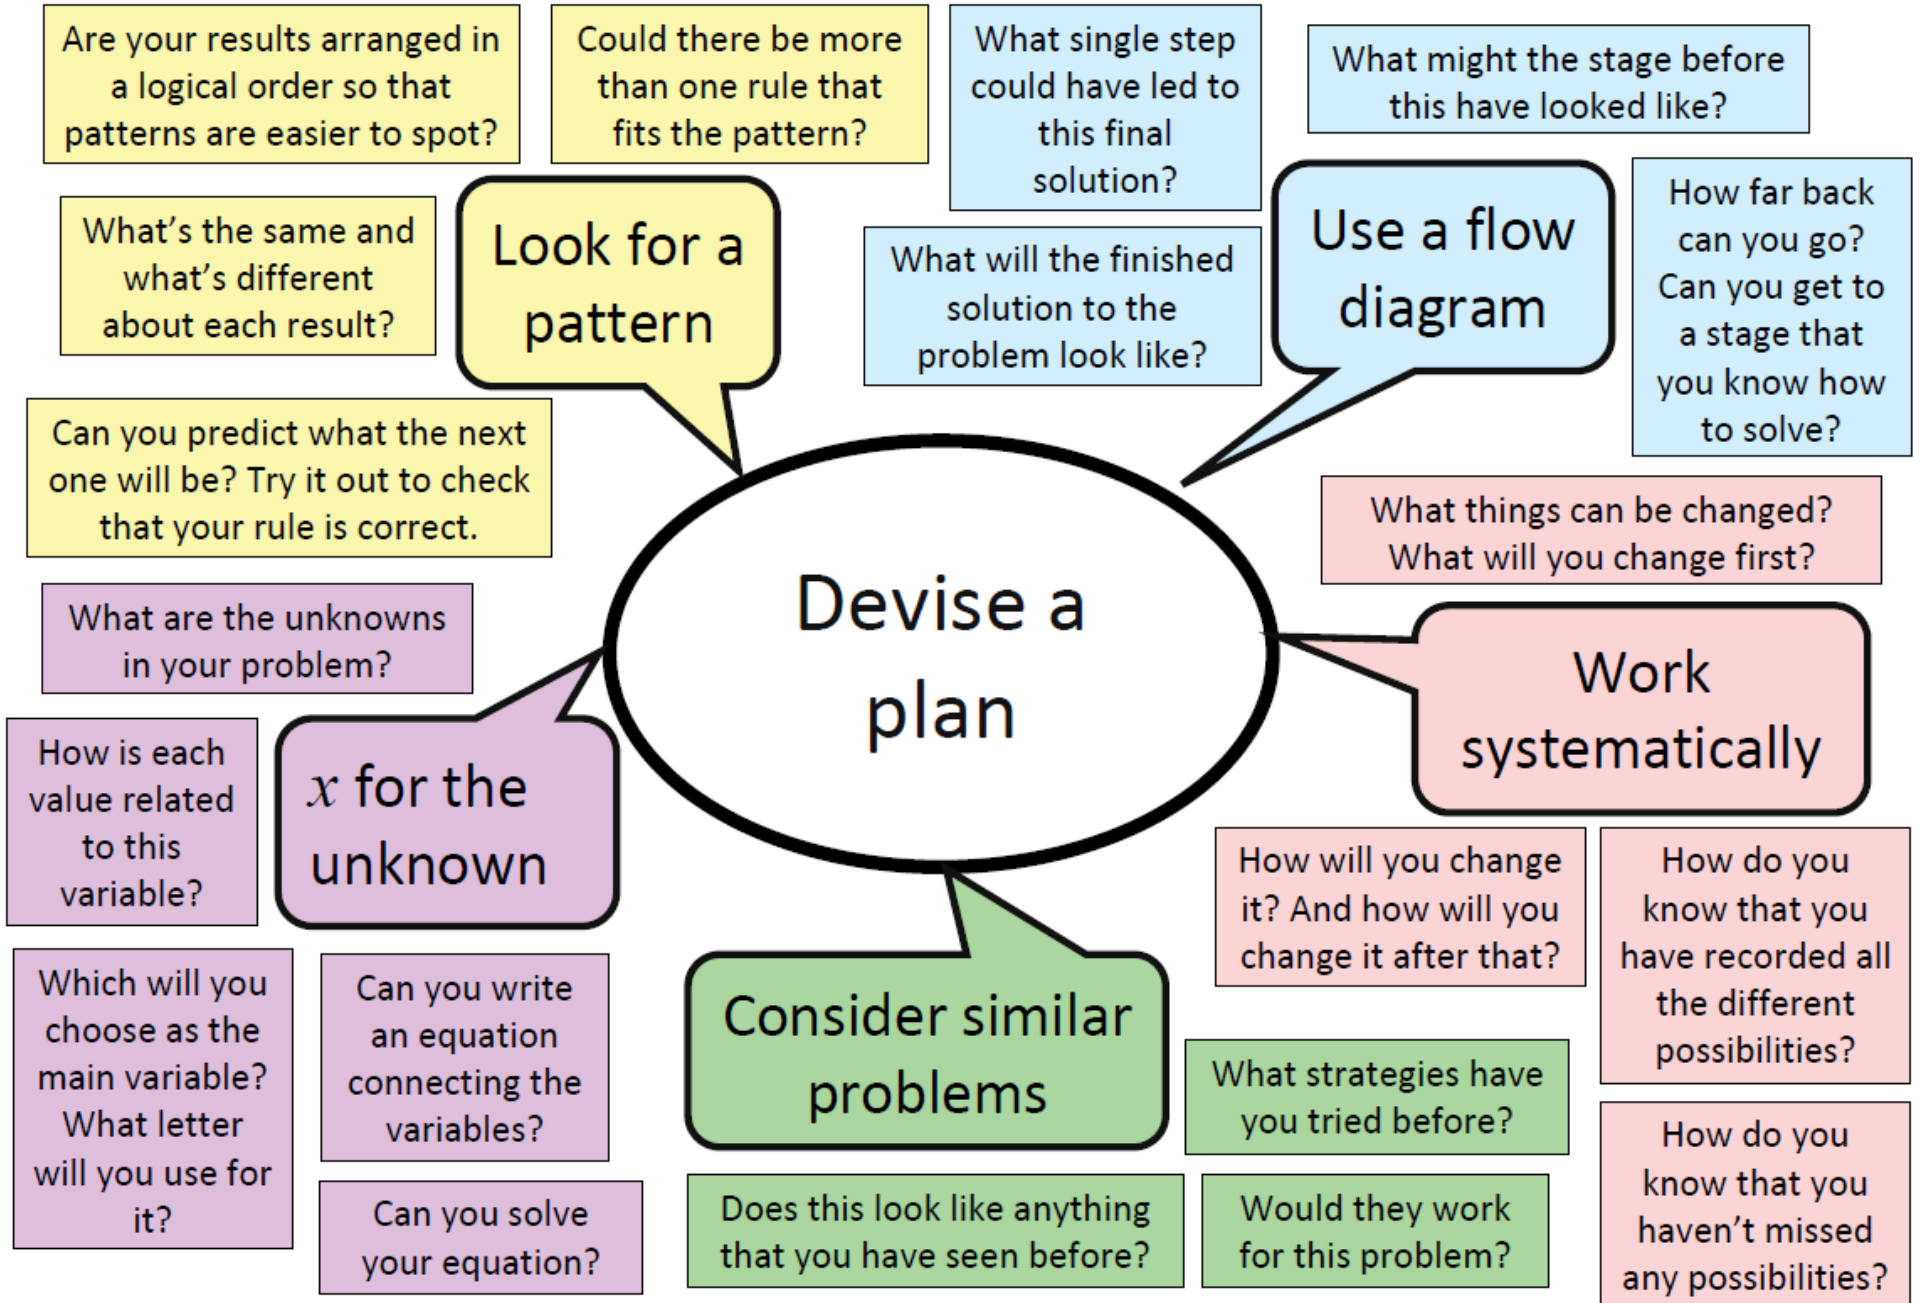 Are your results arranged in
a logical order so that
patterns are easier to spot?
Could there be more
than one rule that
fits the pattern?
What's the same and
what's different
about each result?
Look for a
pattern
Can you predict what the next
one will be? Try it out to check
that your rule is correct.
What single step
could have led to
this final
solution?
What might the stage before
this have looked like?
What will the finished
solution to the
problem look like?
Use a flow
diagram
How far back
can you go?
Can you get to
a stage that
you know how
to solve?
Devise a
plan
What things can be changed?
What will you change first?
Work
systematically
How will you change
it? And how will you
change it after that?
How do you
know that you
have recorded all
the different
possibilities?
How do you
know that you
haven't missed
any possibilities?
What are the unknowns
in your problem?
How is each
value related
to this
variable?
x for the
unknown
Which will you
choose as the
main variable?
What letter
will you use for
it?
Can you write
an equation
connecting the
variables?
Can you solve
your equation?
Consider similar
problems
What strategies have
you tried before?
Does this look like anything
that you have seen before?
Would they work
for this problem?